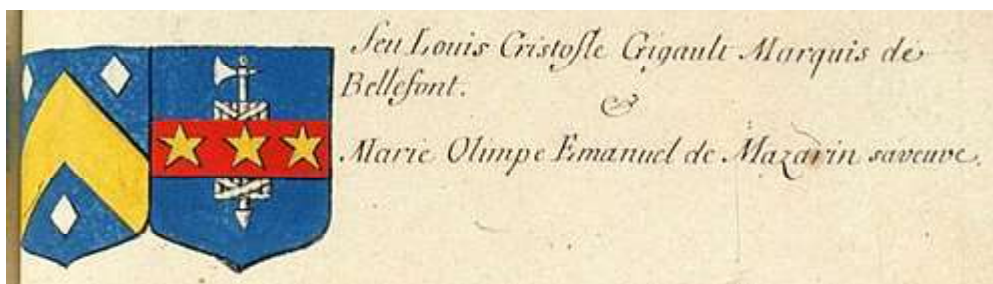 feu Louis Cristofle Gigault Marquis de
Bellefont.
&
Marie Olimpe Emanuel de Mazarin saveuve.